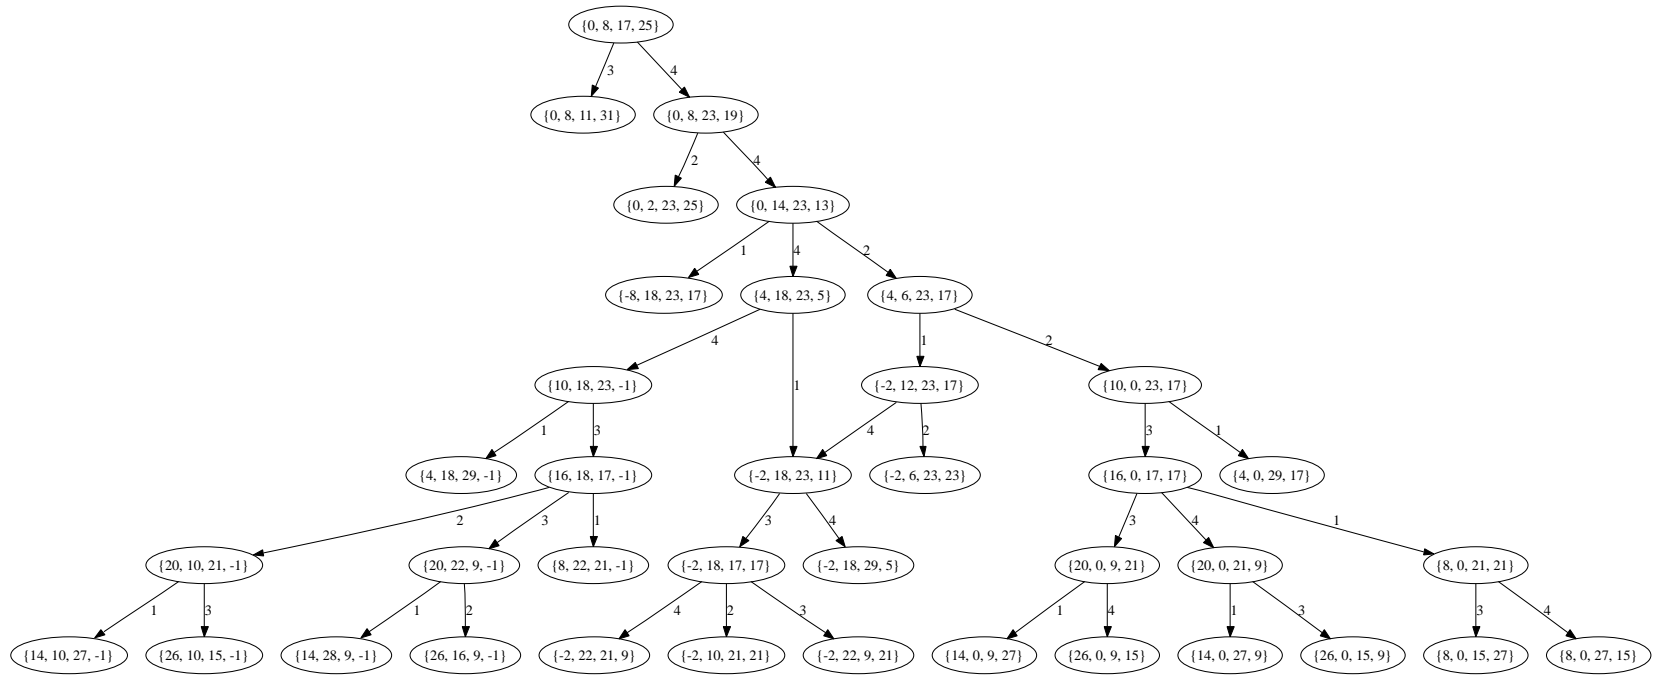 {0, 8, 17, 25}
3 4
{0, 8, 11, 31} {0, 8, 23, 19}
2 4
{0, 2, 23, 25} {0, 14, 23, 13}
1 4 2
{-8, 18, 23, 17} {4, 18, 23, 5} {4, 6, 23, 17}
4 1 2
{10, 18, 23, -1} 1 {-2, 12, 23, 17} {10, 0, 23, 17}
1 3 4 2 3 1
{4, 18, 29, -1} {16, 18, 17, -1} {-2, 18, 23, 11} {-2, 6, 23, 23} {16, 0, 17, 17} {4, 0, 29, 17}
2 3 1 3 4 3 4 1
{20, 10, 21, -1} {20, 22, 9, -1} {8, 22, 21, -1} {-2, 18, 17, 17} {-2, 18, 29, 5} {20, 0, 9, 21} {20, 0, 21, 9} {8, 0, 21, 21}
1 3 1 2 4 2 3 1 4 1 3 3 4
{14, 10, 27, -1} {26, 10, 15, -1} {14, 28, 9, -1} {26, 16, 9, -1} {-2, 22, 21, 9} {-2, 10, 21, 21} {-2, 22, 9, 21} {14, 0, 9, 27} {26, 0, 9, 15} {14, 0, 27, 9} {26, 0, 15, 9} {8, 0, 15, 27} {8, 0, 27, 15}